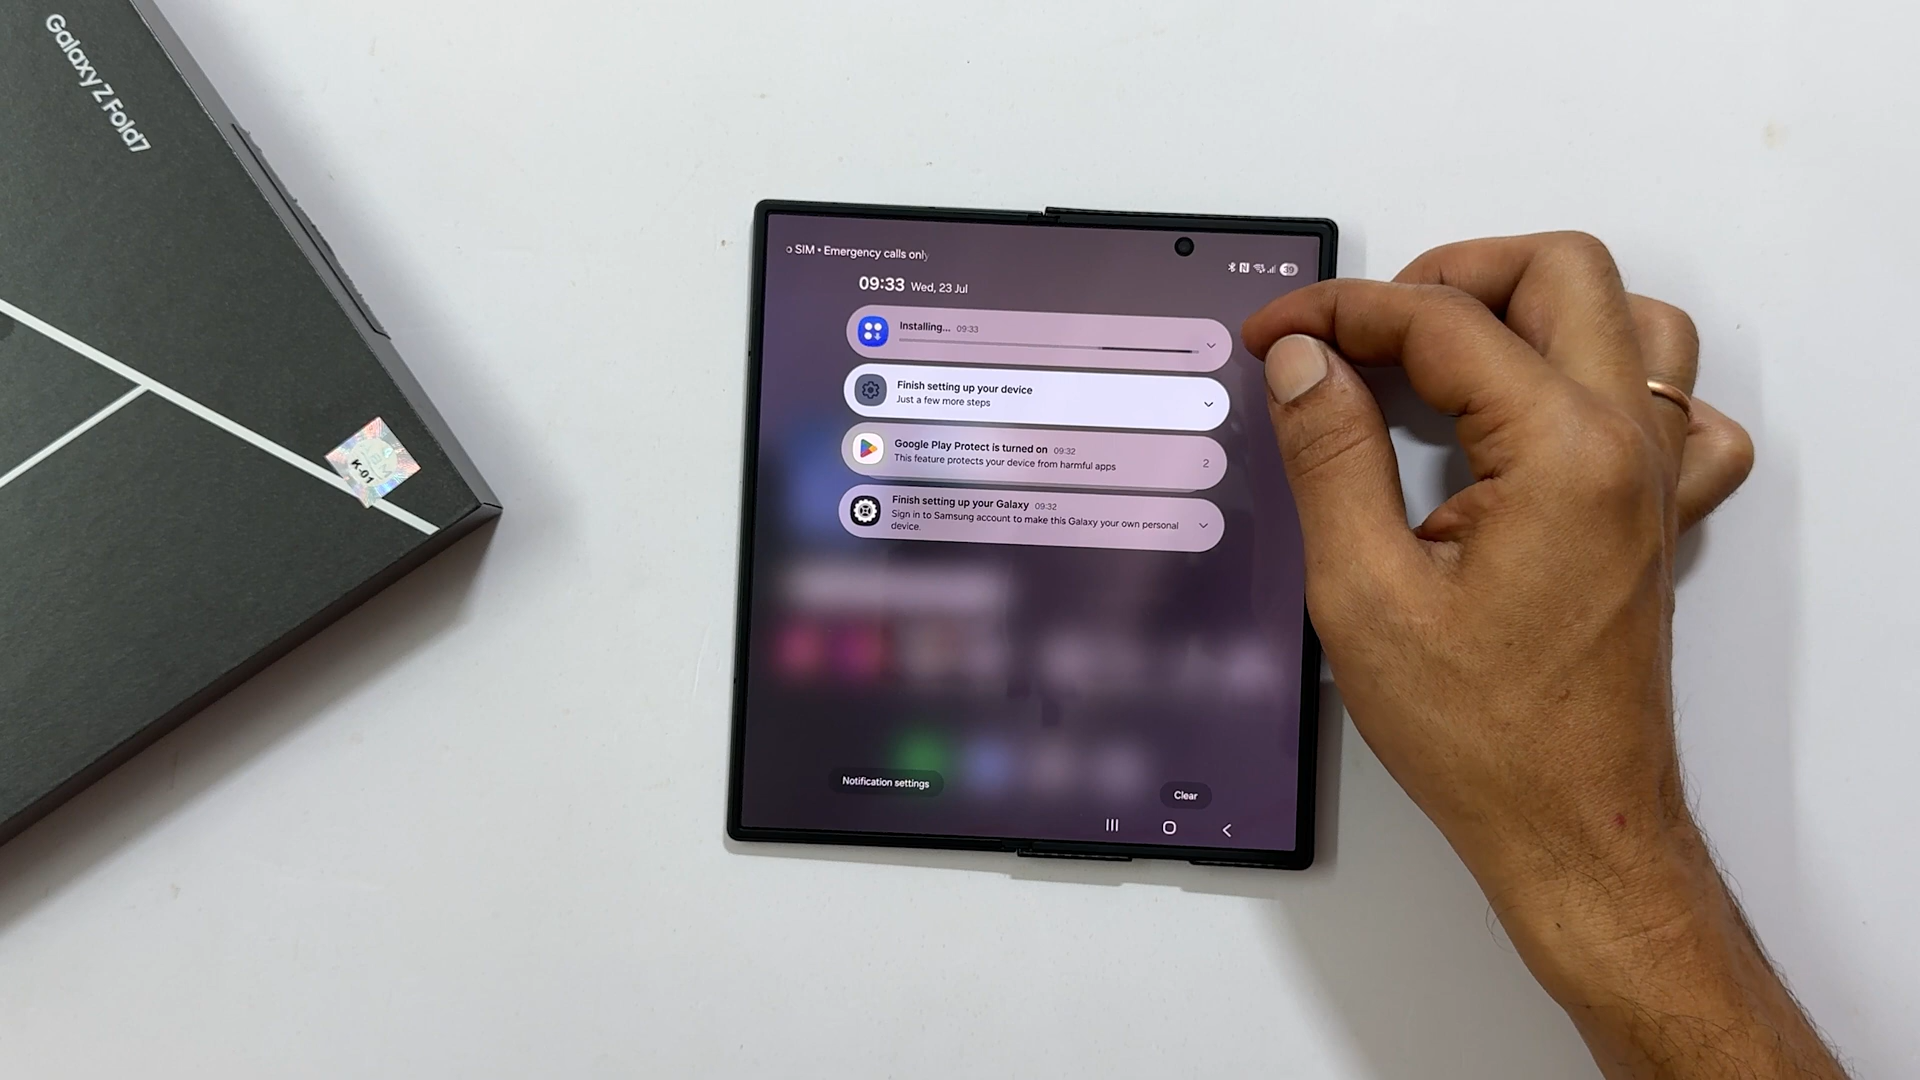 Galaxy Z Fold7
K-01
o SIM • Emergency calls only
39
09:33 Wed, 23 Jul
Installing... 09:33
Finish setting up your device
Just a few more steps
Google Play Protect is turned on 09:32
This feature protects your device from harmful apps
2
Finish setting up your Galaxy 09:32
Sign in to Samsung account to make this Galaxy your own personal
device.
Notification settings
Clear